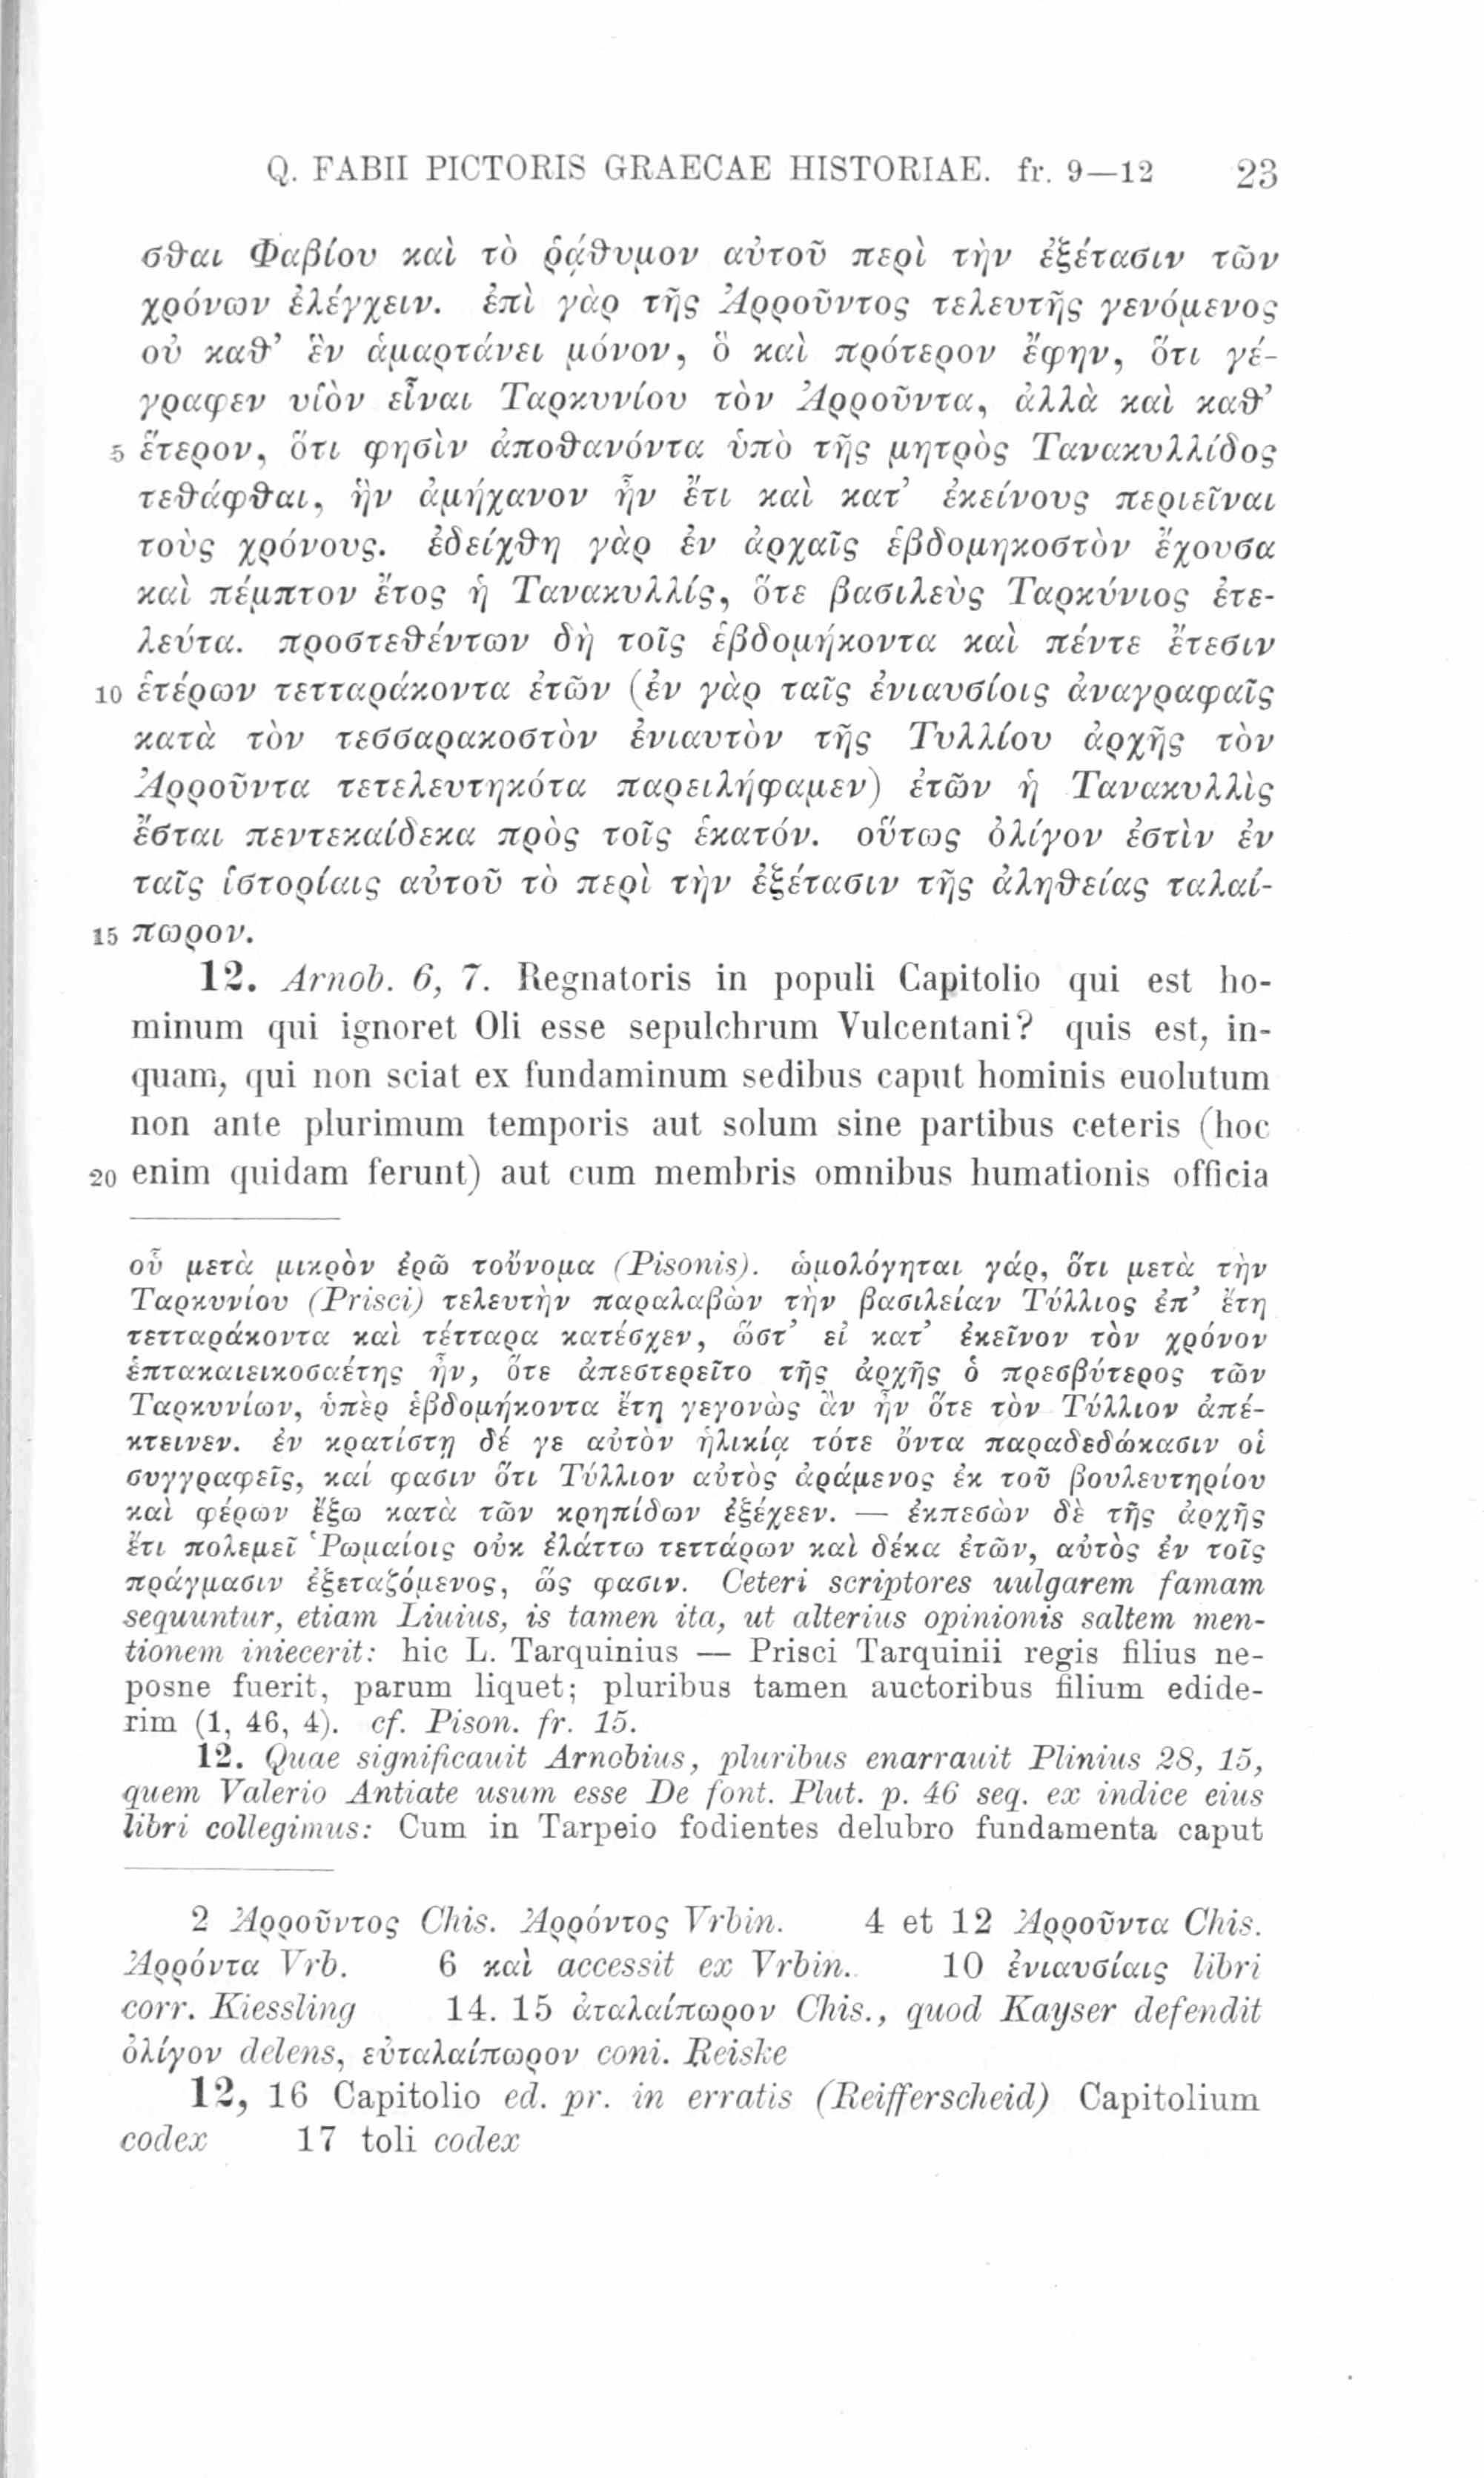 Q. FABII PICTORIS GRAECAE HISTORIAE. fr. 9—12 23
σϑαι Φαβίου καὶ τὸ ῥᾴϑυμον αὐτοῦ περὶ τὴν ἐξέτασιν τῶν
χρόνων ἐλέγχειν. ἐπὶ γὰρ τῆς Ἀρροῦντος τελευτῆς γενόμενος
οὐ καϑ’ ἓν ἁμαρτάνει μόνον, ὃ καὶ πρότερον ἔφην, ὅτι γέ-
γραφεν υἱὸν εἶναι Ταρκυνίου τὸν Ἀρροῦντα, ἀλλὰ καὶ καϑ’
5 ἕτερον, ὅτι φησὶν ἀποϑανόντα ὑπὸ τῆς μητρὸς Τανακυλλίδος
τεϑάφϑαι, ἣν ἀμήχανον ἦν ἔτι καὶ κατ’ ἐκείνους περιεῖναι
τοὺς χρόνους. ἐδείχϑη γὰρ ἐν ἀρχαῖς ἑβδομηκοστὸν ἔχουσα
καὶ πέμπτον ἔτος ἡ Τανακυλλίς, ὅτε βασιλεὺς Ταρκύνιος ἐτε-
λεύτα. προστεϑέντων δὴ τοῖς ἑβδομήκοντα καὶ πέντε ἔτεσιν
10 ἑτέρων τετταράκοντα ἐτῶν (ἐν γὰρ ταῖς ἐνιαυσίοις ἀναγραφαῖς
κατὰ τὸν τεσσαρακοστὸν ἐνιαυτὸν τῆς Τυλλίου ἀρχῆς τὸν
Ἀρροῦντα τετελευτηκότα παρειλήφαμεν) ἐτῶν ἡ Τανακυλλὶς
ἔσται πεντεκαίδεκα πρὸς τοῖς ἑκατόν. οὕτως ὀλίγον ἐστὶν ἐν
ταῖς ἱστορίαις αὐτοῦ τὸ περὶ τὴν ἐξέτασιν τῆς ἀληϑείας ταλαί-
15 πωρον.
12. Arnob. 6, 7. Regnatoris in populi Capitolio qui est ho-
minum qui ignoret Oli esse sepulchrum Vulcentani? quis est, in-
quam, qui non sciat ex fundaminum sedibus caput hominis euolutum
non ante plurimum temporis aut solum sine partibus ceteris (hoc
20 enim quidam ferunt) aut cum membris omnibus humationis officia
οὗ μετὰ μικρὸν ἐρῶ τοὔνομα (Pisonis). ὡμολόγηται γάρ, ὅτι μετὰ τὴν
Ταρκυνίου (Prisci) τελευτὴν παραλαβὼν τὴν βασιλείαν Τύλλιος ἐπ’ ἔτη
τετταράκοντα καὶ τέτταρα κατέσχεν, ὥστ’ εἰ κατ’ ἐκεῖνον τὸν χρόνον
ἑπτακαιεικοσαέτης ἦν, ὅτε ἀπεστερεῖτο τῆς ἀρχῆς ὁ πρεσβύτερος τῶν
Ταρκυνίων, ὑπὲρ ἑβδομήκοντα ἔτη γεγονὼς ἂν ἦν ὅτε τὸν Τύλλιον ἀπέ-
κτεινεν. ἐν κρατίστῃ δέ γε αὐτὸν ἡλικίᾳ τότε ὄντα παραδεδώκασιν οἱ
συγγραφεῖς, καί φασιν ὅτι Τύλλιον αὐτὸς ἀράμενος ἐκ τοῦ βουλευτηρίου
καὶ φέρων ἔξω κατὰ τῶν κρηπίδων ἐξέχεεν. — ἐκπεσὼν δὲ τῆς ἀρχῆς
ἔτι πολεμεῖ Ῥωμαίοις οὐκ ἐλάττω τεττάρων καὶ δέκα ἐτῶν, αὐτὸς ἐν τοῖς
πράγμασιν ἐξεταζόμενος, ὥς φασιν. Ceteri scriptores uulgarem famam
sequuntur, etiam Liuius, is tamen ita, ut alterius opinionis saltem men-
tionem iniecerit: hic L. Tarquinius — Prisci Tarquinii regis filius ne-
posne fuerit, parum liquet; pluribus tamen auctoribus filium edide-
rim (1, 46, 4). cf. Pison. fr. 15.
12. Quae significauit Arnobius, pluribus enarrauit Plinius 28, 15,
quem Valerio Antiate usum esse De font. Plut. p. 46 seq. ex indice eius
libri collegimus: Cum in Tarpeio fodientes delubro fundamenta caput
2 Ἀρροῦντος Chis. Ἀρρόντος Vrbin. 4 et 12 Ἀρροῦντα Chis.
Ἀρρόντα Vrb. 6 καὶ accessit ex Vrbin. 10 ἐνιαυσίαις libri
corr. Kiessling 14. 15 ἀταλαίπωρον Chis., quod Kayser defendit
ὀλίγον delens, εὐταλαίπωρον coni. Reiske
12, 16 Capitolio ed. pr. in erratis (Reifferscheid) Capitolium
codex 17 toli codex